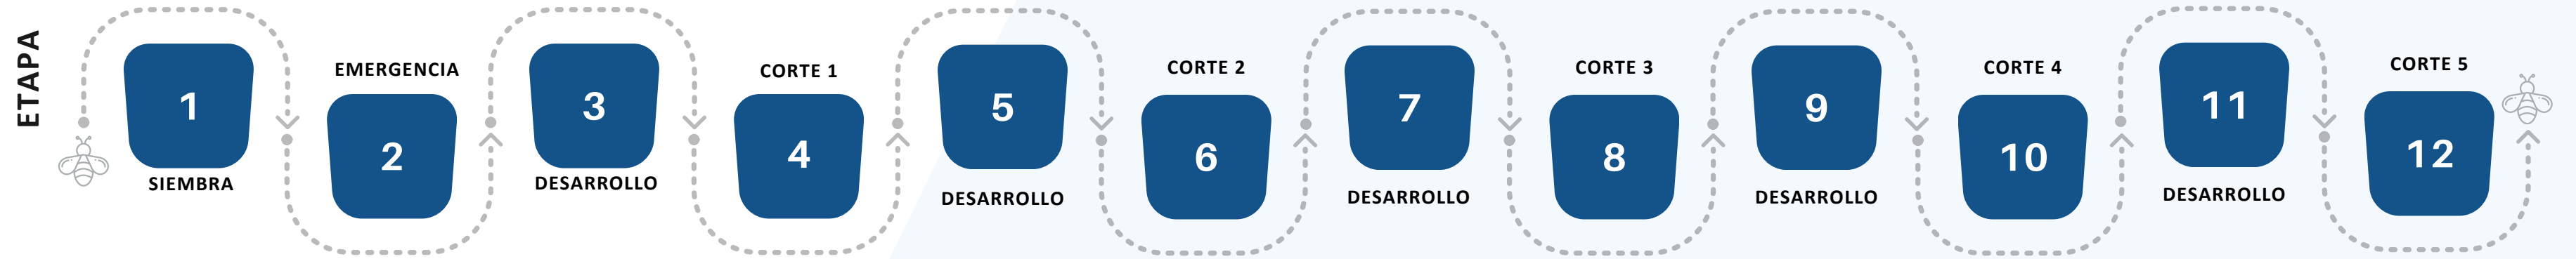 ETAPA
1
SIEMBRA
EMERGENCIA
2
3
DESARROLLO
CORTE 1
4
5
DESARROLLO
CORTE 2
6
7
DESARROLLO
CORTE 3
8
9
DESARROLLO
CORTE 4
10
11
DESARROLLO
CORTE 5
12